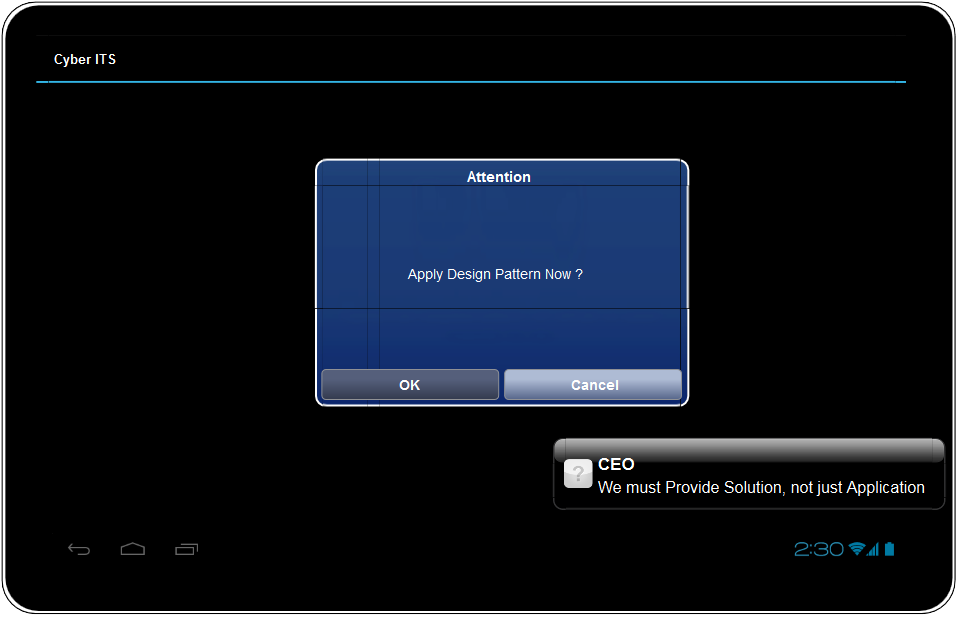 Cyber ITS
Attention
Apply Design Pattern Now ?
OK
Cancel
?
CEO
We must Provide Solution, not just Application
2:30